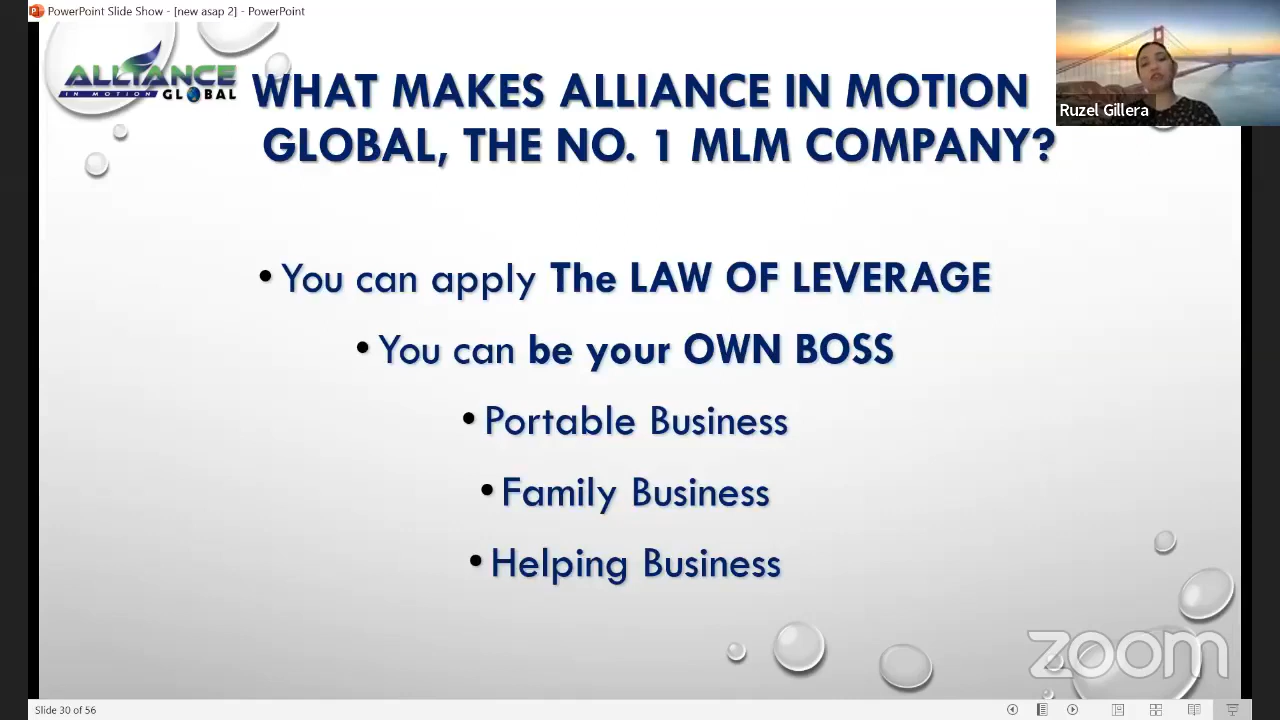 PowerPoint Slide Show - [new asap 2] - PowerPoint
ALLIANCE
IN MOTION GLOBAL
WHAT MAKES ALLIANCE IN MOTION
GLOBAL, THE NO. 1 MLM COMPANY?
Ruzel Gillera
• You can apply The LAW OF LEVERAGE
• You can be your OWN BOSS
• Portable Business
• Family Business
• Helping Business
zoom
Slide 30 of 56